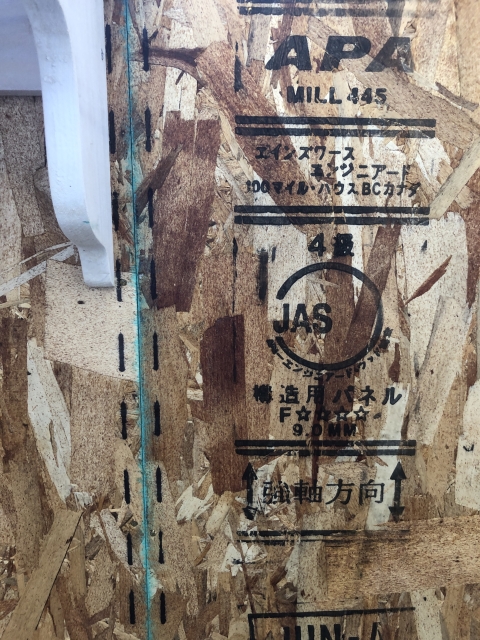 APA
MILL 445
エインズワース
エンジニアード
100マイル・ハウス BCカナダ
4級
JAS
構造用パネル
F☆☆☆☆
9.0MM
強軸方向
JUN-